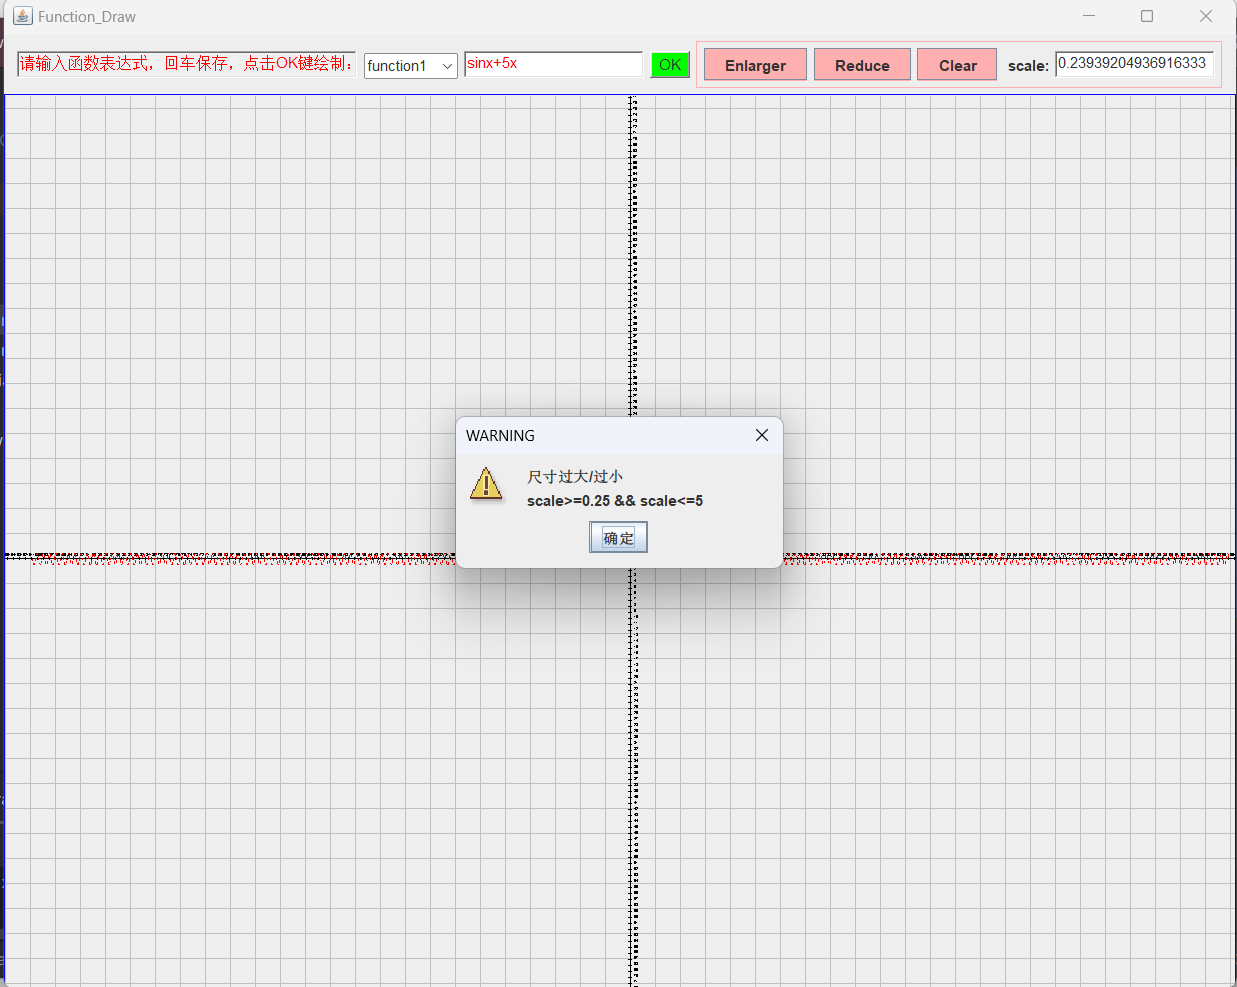 Function_Draw
请输入函数表达式，回车保存，点击OK键绘制：
function1
sinx+5x
OK
Enlarger
Reduce
Clear
scale:
0.23939204936916333
WARNING
尺寸过大/过小
scale>=0.25 && scale<=5
确定